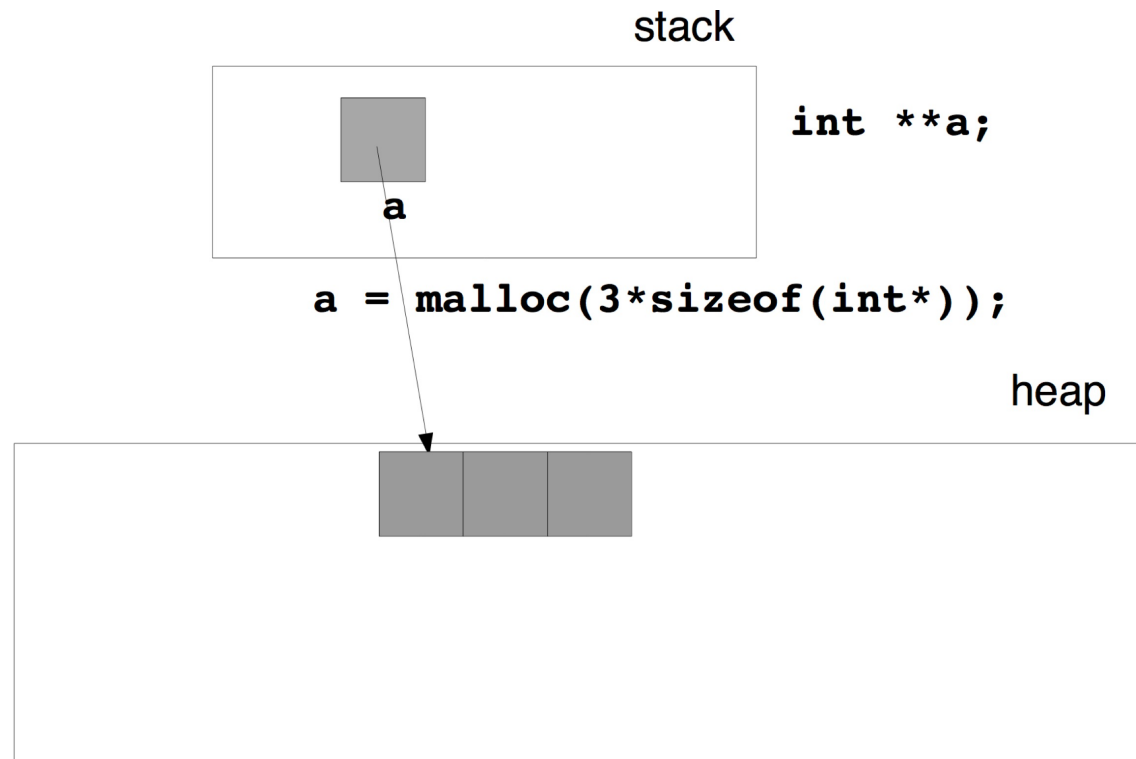 stack
int **a;
a
a = malloc(3*sizeof(int*));
heap